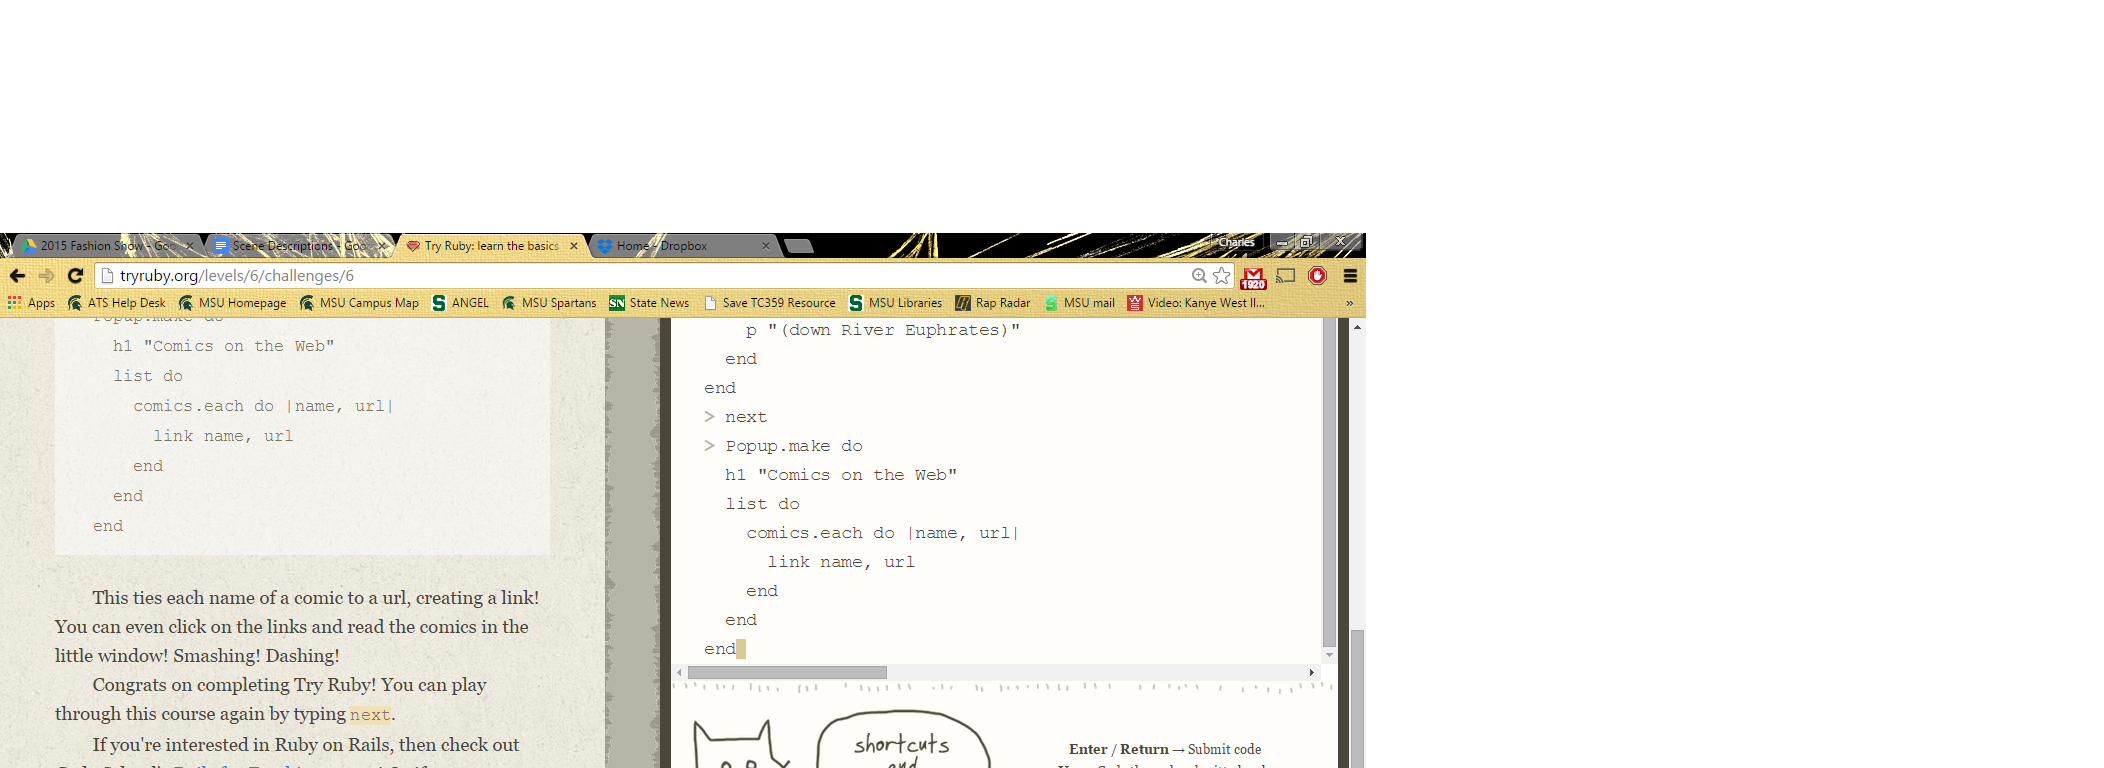 2015 Fashion Show - Goo
Scene Descriptions - Goo
Try Ruby: learn the basics
Home - Dropbox
Charles
tryruby.org/levels/6/challenges/6
1920
Apps
ATS Help Desk
MSU Homepage
MSU Campus Map
ANGEL
MSU Spartans
SN State News
Save TC359 Resource
MSU Libraries
Rap Radar
MSU mail
Video: Kanye West II...
»
Popup.make do
h1 "Comics on the Web"
list do
comics.each do |name, url|
link name, url
end
end
end
This ties each name of a comic to a url, creating a link!
You can even click on the links and read the comics in the
little window! Smashing! Dashing!
Congrats on completing Try Ruby! You can play
through this course again by typing next.
If you're interested in Ruby on Rails, then check out
p "(down River Euphrates)"
end
end
> next
> Popup.make do
h1 "Comics on the Web"
list do
comics.each do |name, url|
link name, url
end
end
end
shortcuts
and
Enter / Return → Submit code